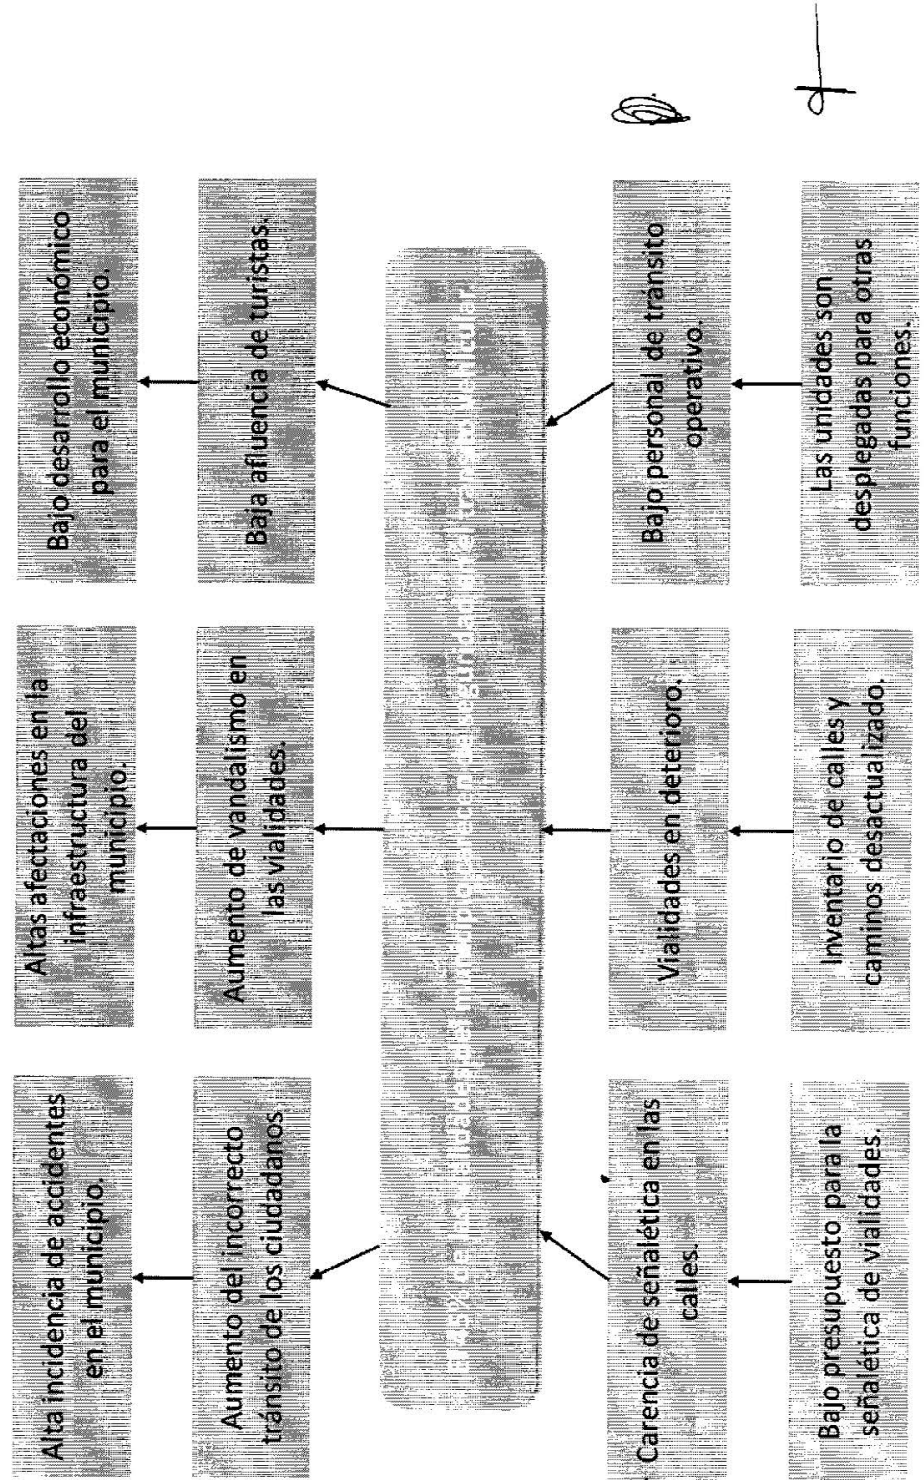 Alta incidencia de accidentes
en el municipio.
Altas afectaciones en la
infraestructura del
municipio.
Bajo desarrollo económico
para el municipio.
Aumento del incorrecto
tránsito de los ciudadanos
Aumento de vandalismo en
las vialidades.
Baja afluencia de turistas.
Carencia de señalética en las
calles.
Vialidades en deterioro.
Bajo personal de tránsito
operativo.
Bajo presupuesto para la
señalética de vialidades.
Inventario de calles y
caminos desactualizado.
Las unidades son
desplegadas para otras
funciones.